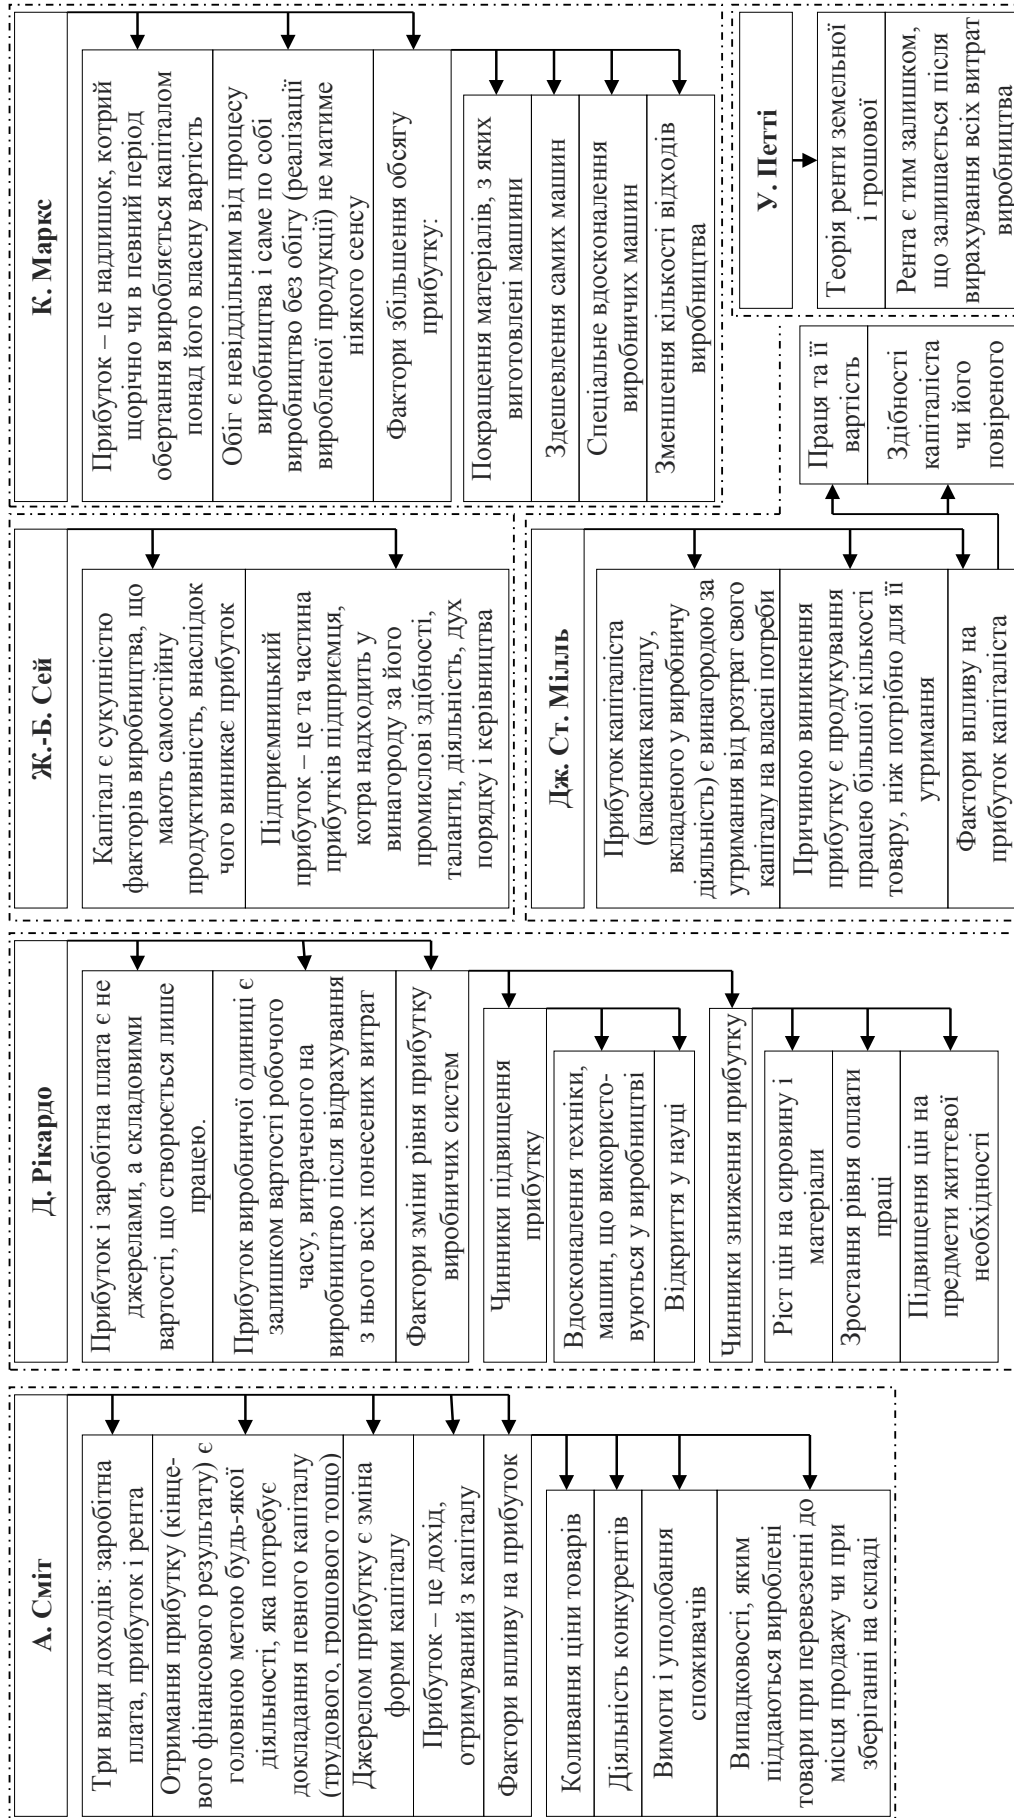 А. Сміт
Три види доходів: заробітна
плата, прибуток і рента
Отримання прибутку (кінце-
вого фінансового результату) є
головною метою будь-якої
діяльності, яка потребує
докладання певного капіталу
(трудового, грошового тощо)
Джерелом прибутку є зміна
форми капіталу
Прибуток – це дохід,
отримуваний з капіталу
Фактори впливу на прибуток
Коливання ціни товарів
Діяльність конкурентів
Вимоги і уподобання
споживачів
Випадковості, яким
піддаються вироблені
товари при перевезенні до
місця продажу чи при
зберіганні на складі
Д. Рікардо
Прибуток і заробітна плата є не
джерелами, а складовими
вартості, що створюється лише
працею.
Прибуток виробничої одиниці є
залишком вартості робочого
часу, витраченого на
виробництво після відрахування
з нього всіх понесених витрат
Фактори зміни рівня прибутку
виробничих систем
Чинники підвищення
прибутку
Вдосконалення техніки,
машин, що використо-
вуються у виробництві
Відкриття у науці
Чинники зниження прибутку
Ріст цін на сировину і
матеріали
Зростання рівня оплати
праці
Підвищення цін на
предмети життєвої
необхідності
Ж.-Б. Сей
Капітал є сукупністю
факторів виробництва, що
мають самостійну
продуктивність, внаслідок
чого виникає прибуток
Підприємницький
прибуток – це та частина
прибутків підприємця,
котра надходить у
винагороду за його
промислові здібності,
таланти, діяльність, дух
порядку і керівництва
Дж. Ст. Мілль
Прибуток капіталіста
(власника капіталу,
вкладеного у виробничу
діяльність) є винагородою за
утримання від розтрат свого
капіталу на власні потреби
Причиною виникнення
прибутку є продукування
працею більшої кількості
товару, ніж потрібно для її
утримання
Фактори впливу на
прибуток капіталіста
Праця та її
вартість
Здібності
капіталіста
чи його
повіреного
К. Маркс
Прибуток – це надлишок, котрий
щорічно чи в певний період
обертання виробляється капіталом
понад його власну вартість
Обіг є невіддільним від процесу
виробництва і саме по собі
виробництво без обігу (реалізації
виробленої продукції) не матиме
ніякого сенсу
Фактори збільшення обсягу
прибутку:
Покращення матеріалів, з яких
виготовлені машини
Здешевлення самих машин
Спеціальне вдосконалення
виробничих машин
Зменшення кількості відходів
виробництва
У. Петті
Теорія ренти земельної
і грошової
Рента є тим залишком,
що залишається після
вирахування всіх витрат
виробництва